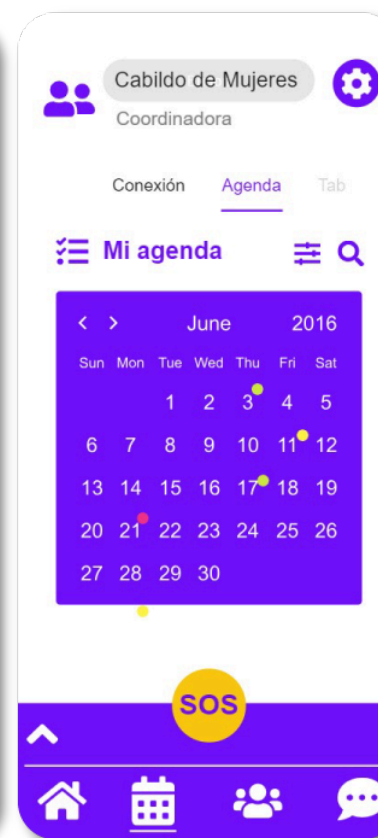 Cabildo de Mujeres
Coordinadora
Conexión Agenda Tab
Mi agenda
June 2016
Sun Mon Tue Wed Thu Fri Sat
1 2 3 4 5
6 7 8 9 10 11 12
13 14 15 16 17 18 19
20 21 22 23 24 25 26
27 28 29 30
SOS